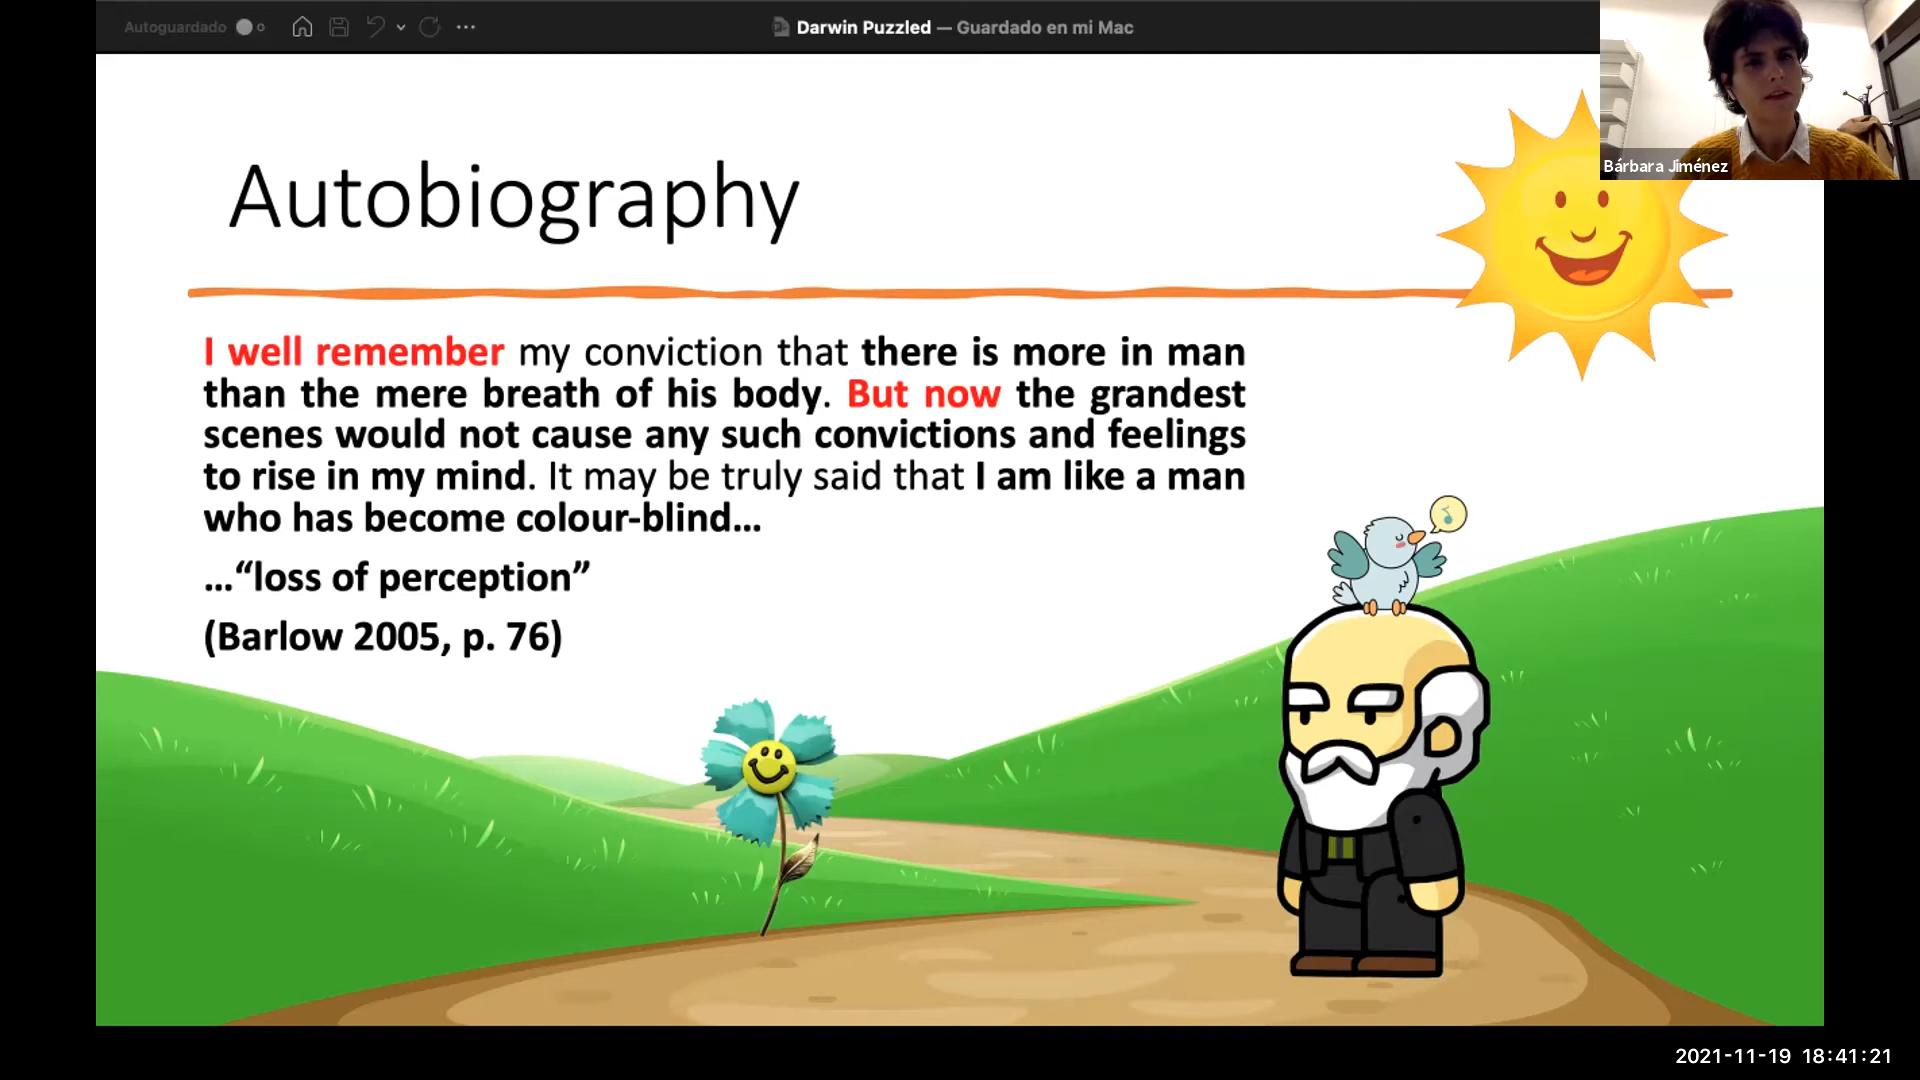 Autoguardado
Darwin Puzzled — Guardado en mi Mac
Bárbara Jiménez
Autobiography
I well remember my conviction that there is more in man
than the mere breath of his body. But now the grandest
scenes would not cause any such convictions and feelings
to rise in my mind. It may be truly said that I am like a man
who has become colour-blind...
...“loss of perception”
(Barlow 2005, p. 76)
2021-11-19 18:41:21